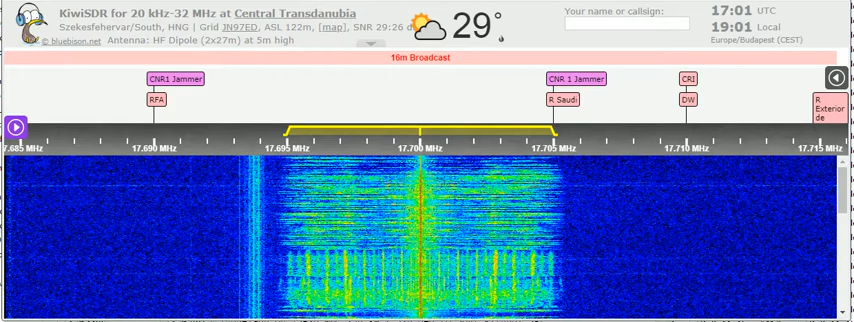 KiwiSDR for 20 kHz-32 MHz at Central Transdanubia
Szekesfehervar/South, HNG | Grid JN97ED, ASL 122m, [map], SNR 29:26 d
© bluebison.net Antenna: HF Dipole (2x27m) at 5m high
29°
Your name or callsign:
17:01 UTC
19:01 Local
Europe/Budapest (CEST)
16m Broadcast
CNR1 Jammer
CNR 1 Jammer
CRI
RFA
R Saudi
DW
R
Exterior
de
7.685 MHz
17.690 MHz
17.695 MHz
17.700 MHz
17.705 MHz
17.710 MHz
17.715 MHz